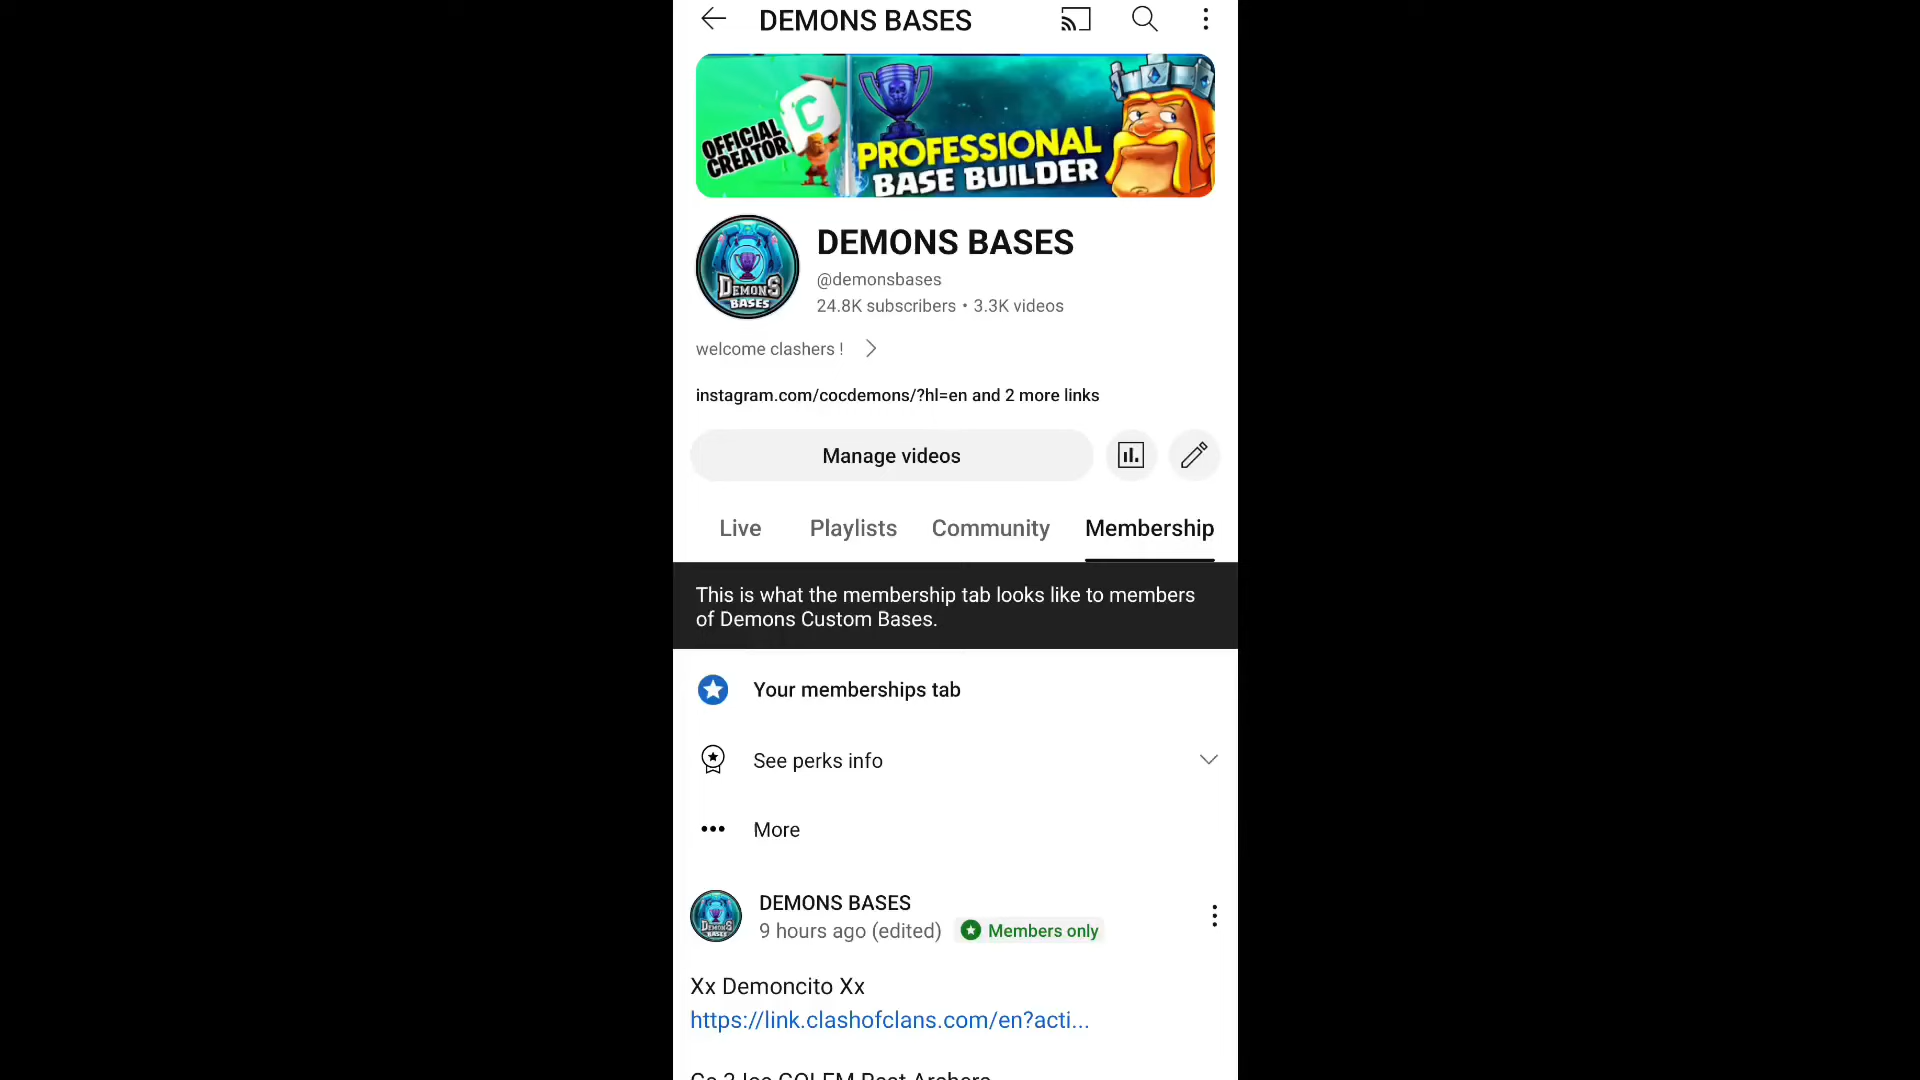 DEMONS BASES
OFFICIAL
CREATOR
C
PROFESSIONAL
BASE BUILDER
DEMONS
BASES
DEMONS BASES
@demonsbases
24.8K subscribers • 3.3K videos
welcome clashers !
instagram.com/cocdemons/?hl=en and 2 more links
Manage videos
Live Playlists Community Membership
This is what the membership tab looks like to members
of Demons Custom Bases.
Your memberships tab
See perks info
More
DEMONS BASES
DEMONS
BASES
9 hours ago (edited) Members only
Xx Demoncito Xx
https://link.clashofclans.com/en?acti...